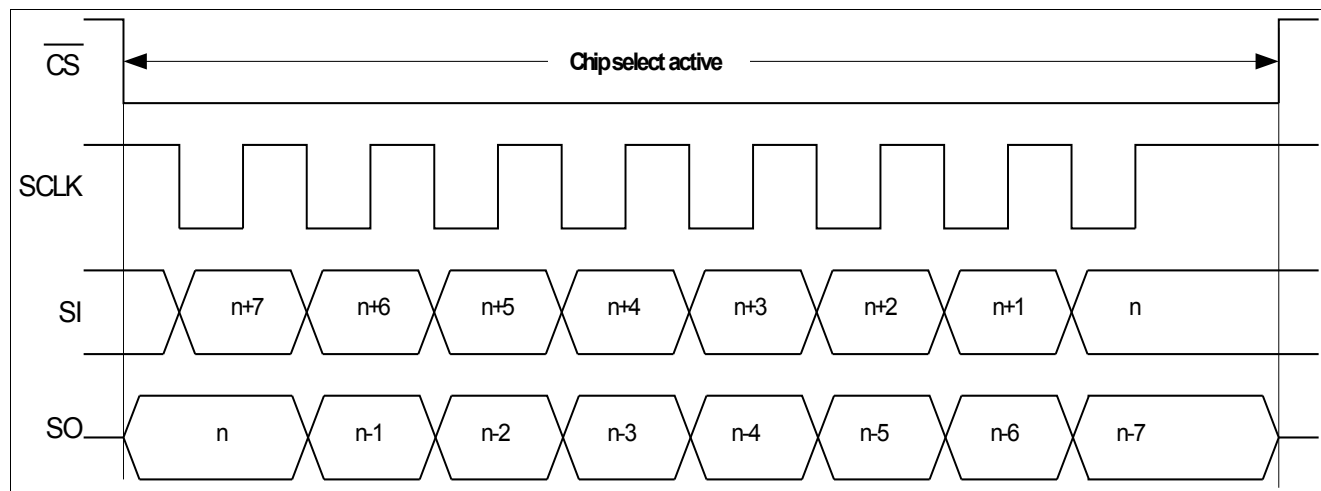 CS
Chip select active
SCLK
SI
n+7 n+6 n+5 n+4 n+3 n+2 n+1 n
SO
n n-1 n-2 n-3 n-4 n-5 n-6 n-7